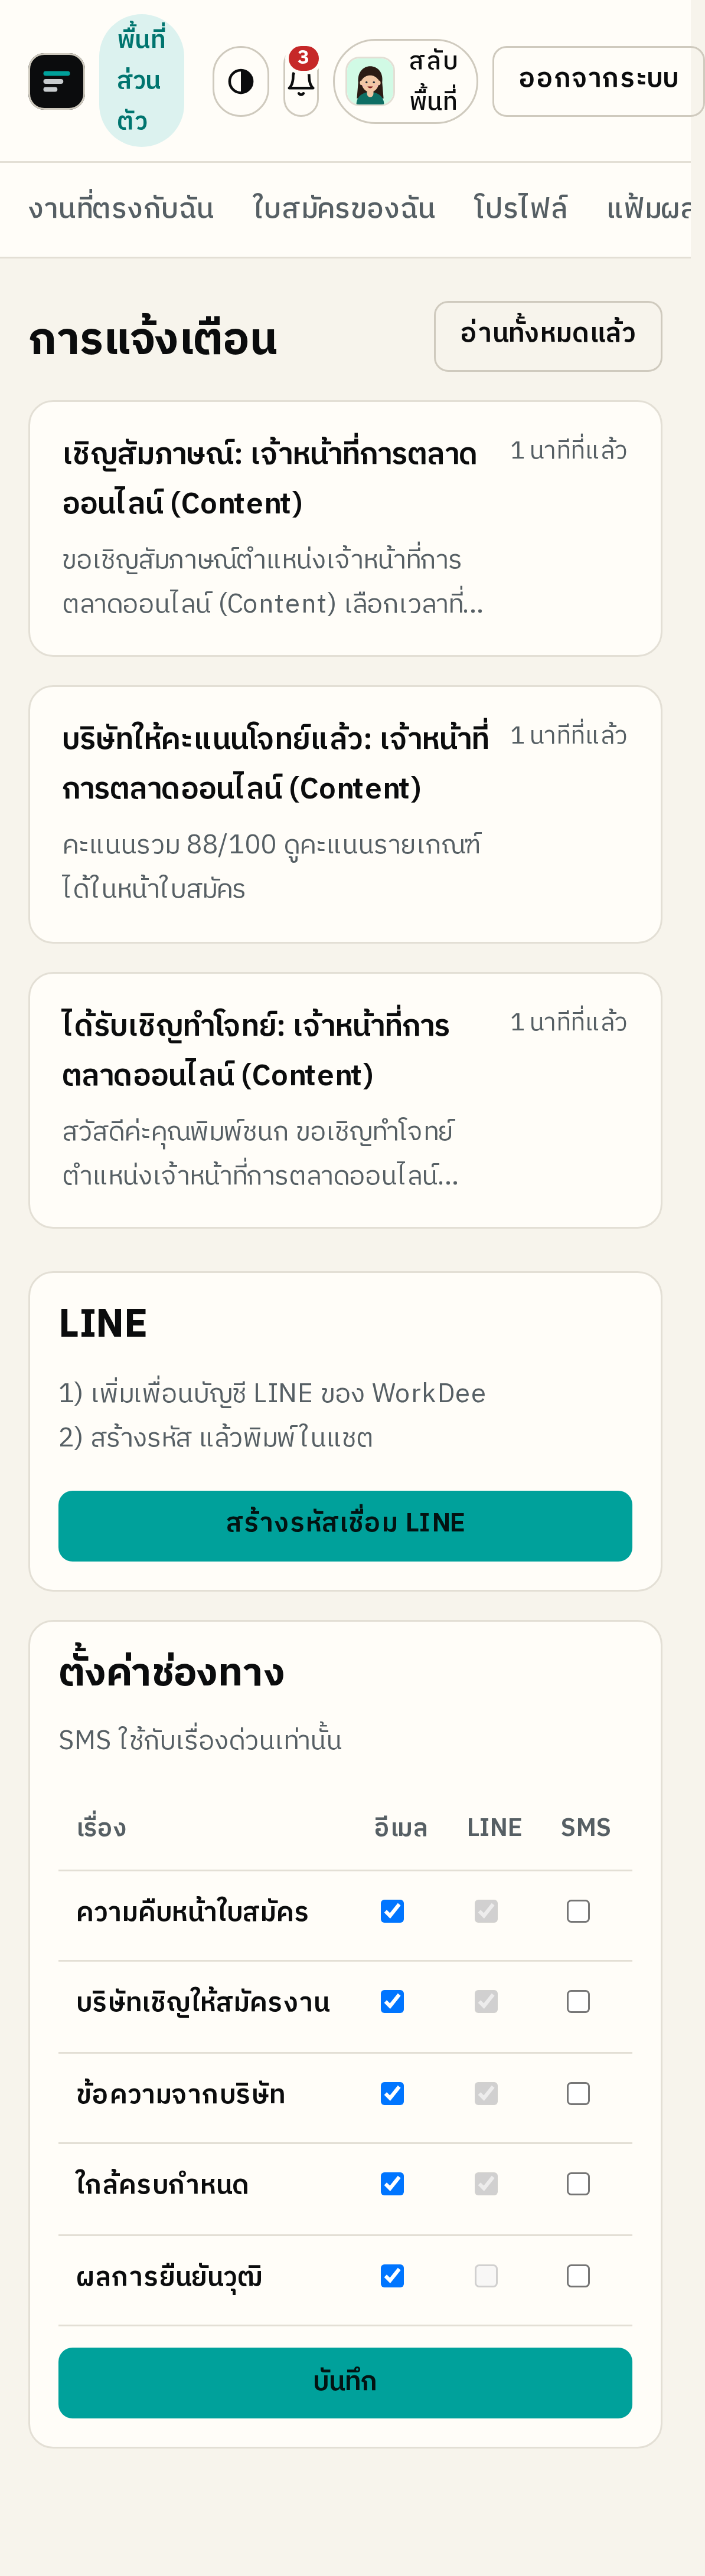 พื้นที่
ส่วน
ตัว
3
สลับ
พื้นที่
ออกจากระบบ
งานที่ตรงกับฉัน
ใบสมัครของฉัน
โปรไฟล์
แฟ้มผล
การแจ้งเตือน
อ่านทั้งหมดแล้ว
เชิญสัมภาษณ์: เจ้าหน้าที่การตลาด
1 นาทีที่แล้ว
ออนไลน์ (Content)
ขอเชิญสัมภาษณ์ตำแหน่งเจ้าหน้าที่การ
ตลาดออนไลน์ (Content) เลือกเวลาที่...
บริษัทให้คะแนนโจทย์แล้ว: เจ้าหน้าที่
1 นาทีที่แล้ว
การตลาดออนไลน์ (Content)
คะแนนรวม 88/100 ดูคะแนนรายเกณฑ์
ได้ในหน้าใบสมัคร
ได้รับเชิญทำโจทย์: เจ้าหน้าที่การ
1 นาทีที่แล้ว
ตลาดออนไลน์ (Content)
สวัสดีค่ะคุณพิมพ์ชนก ขอเชิญทำโจทย์
ตำแหน่งเจ้าหน้าที่การตลาดออนไลน์...
LINE
1) เพิ่มเพื่อนบัญชี LINE ของ WorkDee
2) สร้างรหัส แล้วพิมพ์ในแชต
สร้างรหัสเชื่อม LINE
ตั้งค่าช่องทาง
SMS ใช้กับเรื่องด่วนเท่านั้น
เรื่อง อีเมล LINE SMS
ความคืบหน้าใบสมัคร
บริษัทเชิญให้สมัครงาน
ข้อความจากบริษัท
ใกล้ครบกำหนด
ผลการยืนยันวุฒิ
บันทึก